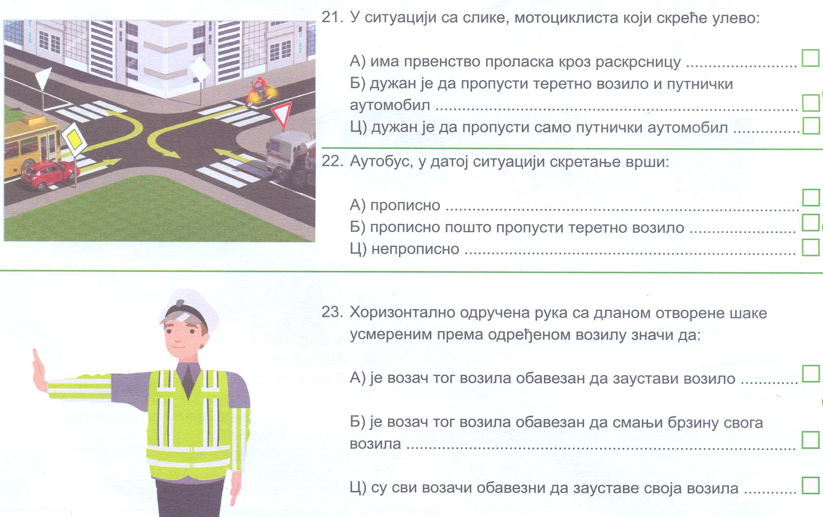 21. У ситуацији са слике, мотоциклиста који скреће улево:
А) има првенство проласка кроз раскрсницу
Б) дужан је да пропусти теретно возило и путнички
аутомобил
Ц) дужан је да пропусти само путнички аутомобил
22. Аутобус, у датој ситуацији скретање врши:
А) прописно
Б) прописно пошто пропусти теретно возило
Ц) непрописно
23. Хоризонтално одручена рука са дланом отворене шаке
усмереним према одређеном возилу значи да:
А) је возач тог возила обавезан да заустави возило
Б) је возач тог возила обавезан да смањи брзину свога
возила
Ц) су сви возачи обавезни да зауставе своја возила